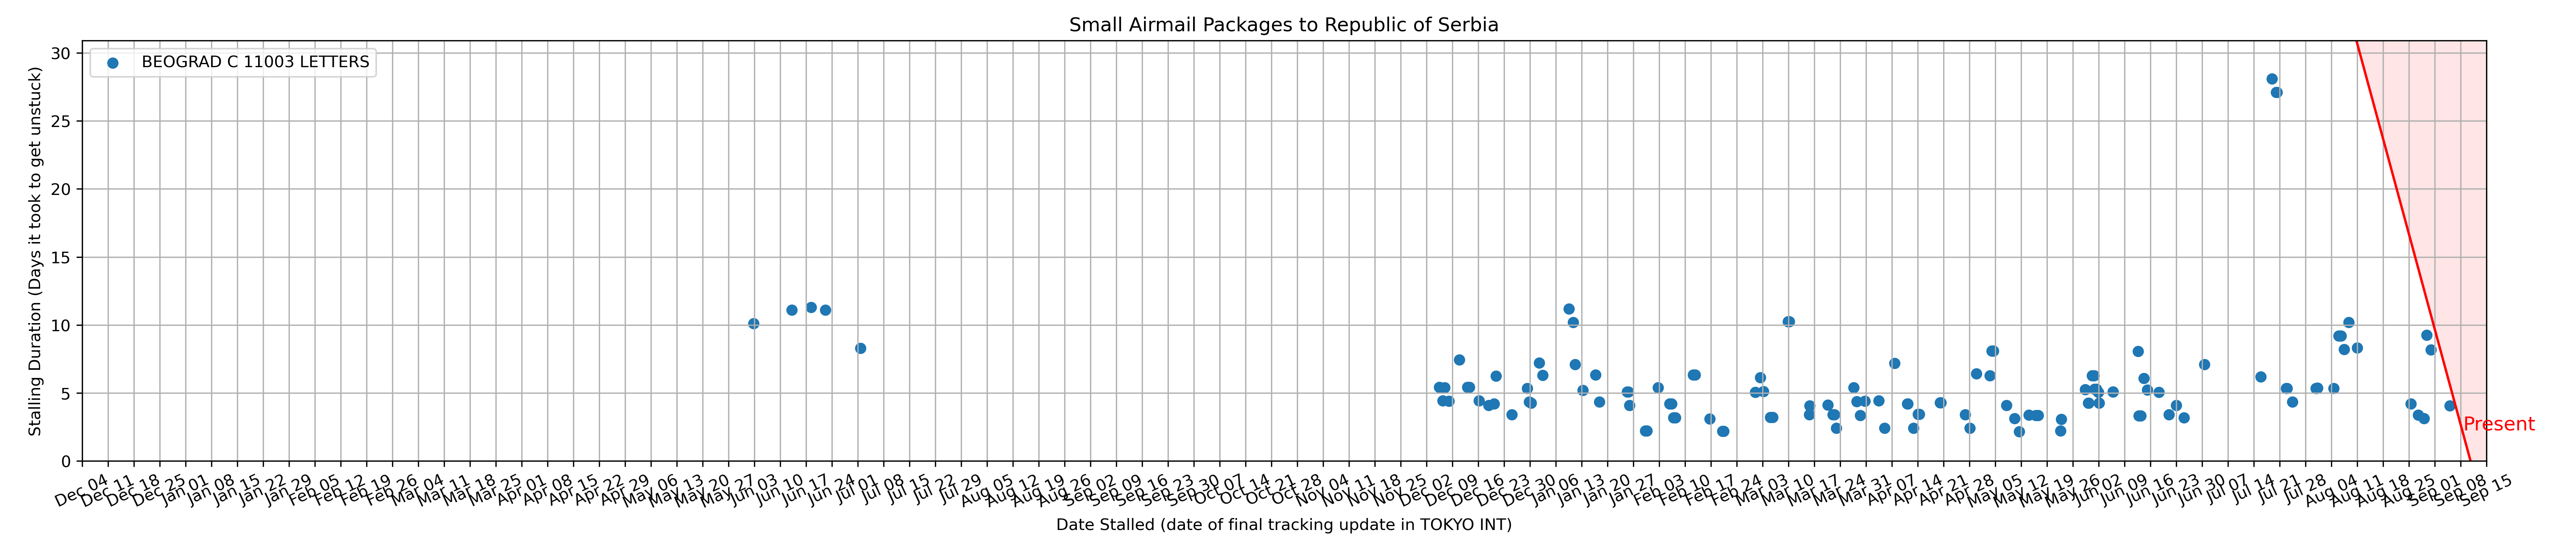 Small Airmail Packages to Republic of Serbia
BEOGRAD C 11003 LETTERS
Stalling Duration (Days it took to get unstuck)
30
25
20
15
10
5
0
Present
Dec 04
Dec 11
Dec 18
Dec 25
Jan 01
Jan 08
Jan 15
Jan 22
Jan 29
Feb 05
Feb 12
Feb 19
Feb 26
Mar 04
Mar 11
Mar 18
Mar 25
Apr 01
Apr 08
Apr 15
Apr 22
Apr 29
May 06
May 13
May 20
May 27
Jun 03
Jun 10
Jun 17
Jun 24
Jul 01
Jul 08
Jul 15
Jul 22
Jul 29
Aug 05
Aug 12
Aug 19
Aug 26
Sep 02
Sep 09
Sep 16
Sep 23
Sep 30
Oct 07
Oct 14
Oct 21
Oct 28
Nov 04
Nov 11
Nov 18
Nov 25
Dec 02
Dec 09
Dec 16
Dec 23
Dec 30
Jan 06
Jan 13
Jan 20
Jan 27
Feb 03
Feb 10
Feb 17
Feb 24
Mar 03
Mar 10
Mar 17
Mar 24
Mar 31
Apr 07
Apr 14
Apr 21
Apr 28
May 05
May 12
May 19
May 26
Jun 02
Jun 09
Jun 16
Jun 23
Jun 30
Jul 07
Jul 14
Jul 21
Jul 28
Aug 04
Aug 11
Aug 18
Aug 25
Sep 01
Sep 08
Sep 15
Date Stalled (date of final tracking update in TOKYO INT)